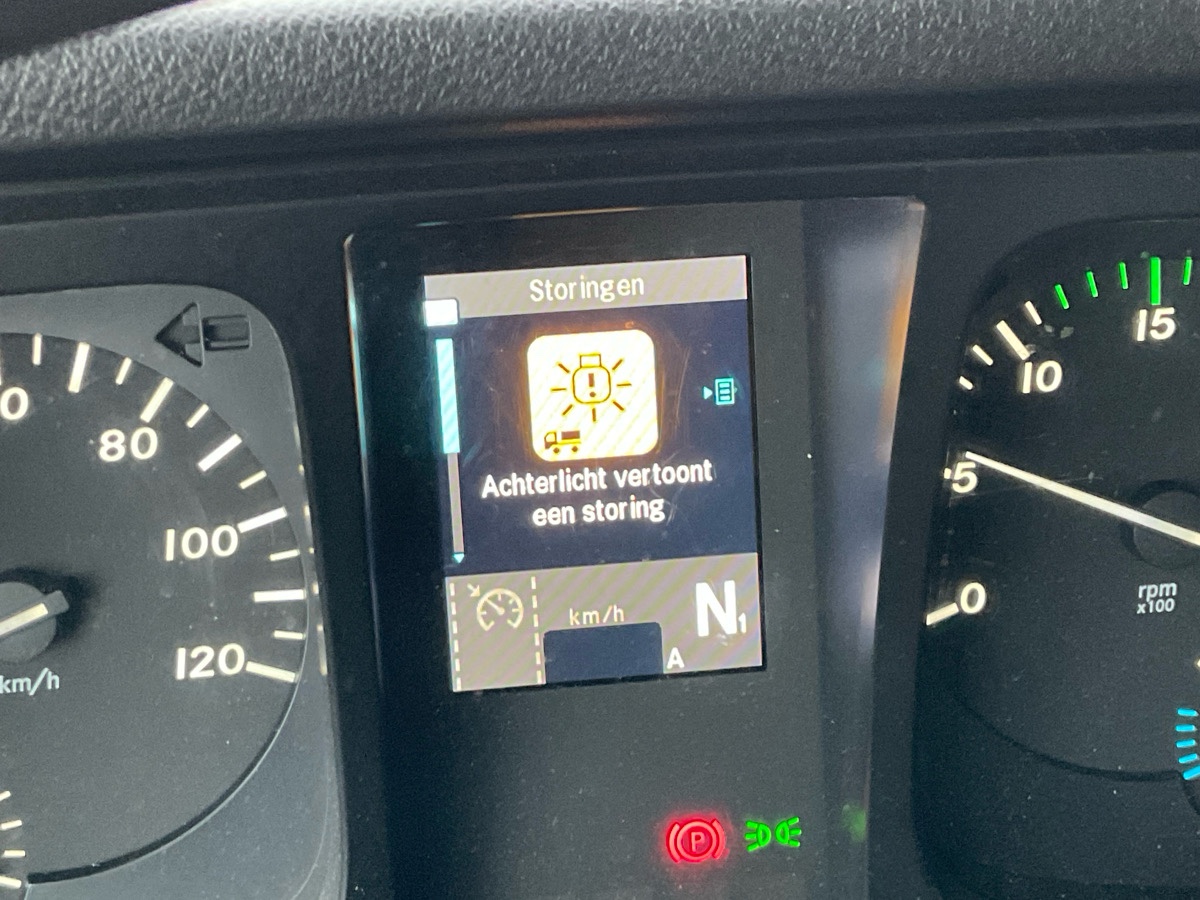 Storingen
Achterlicht vertoont
een storing
km/h
N1
A
80
100
120
km/h
0
5
10
15
rpm
x100
P